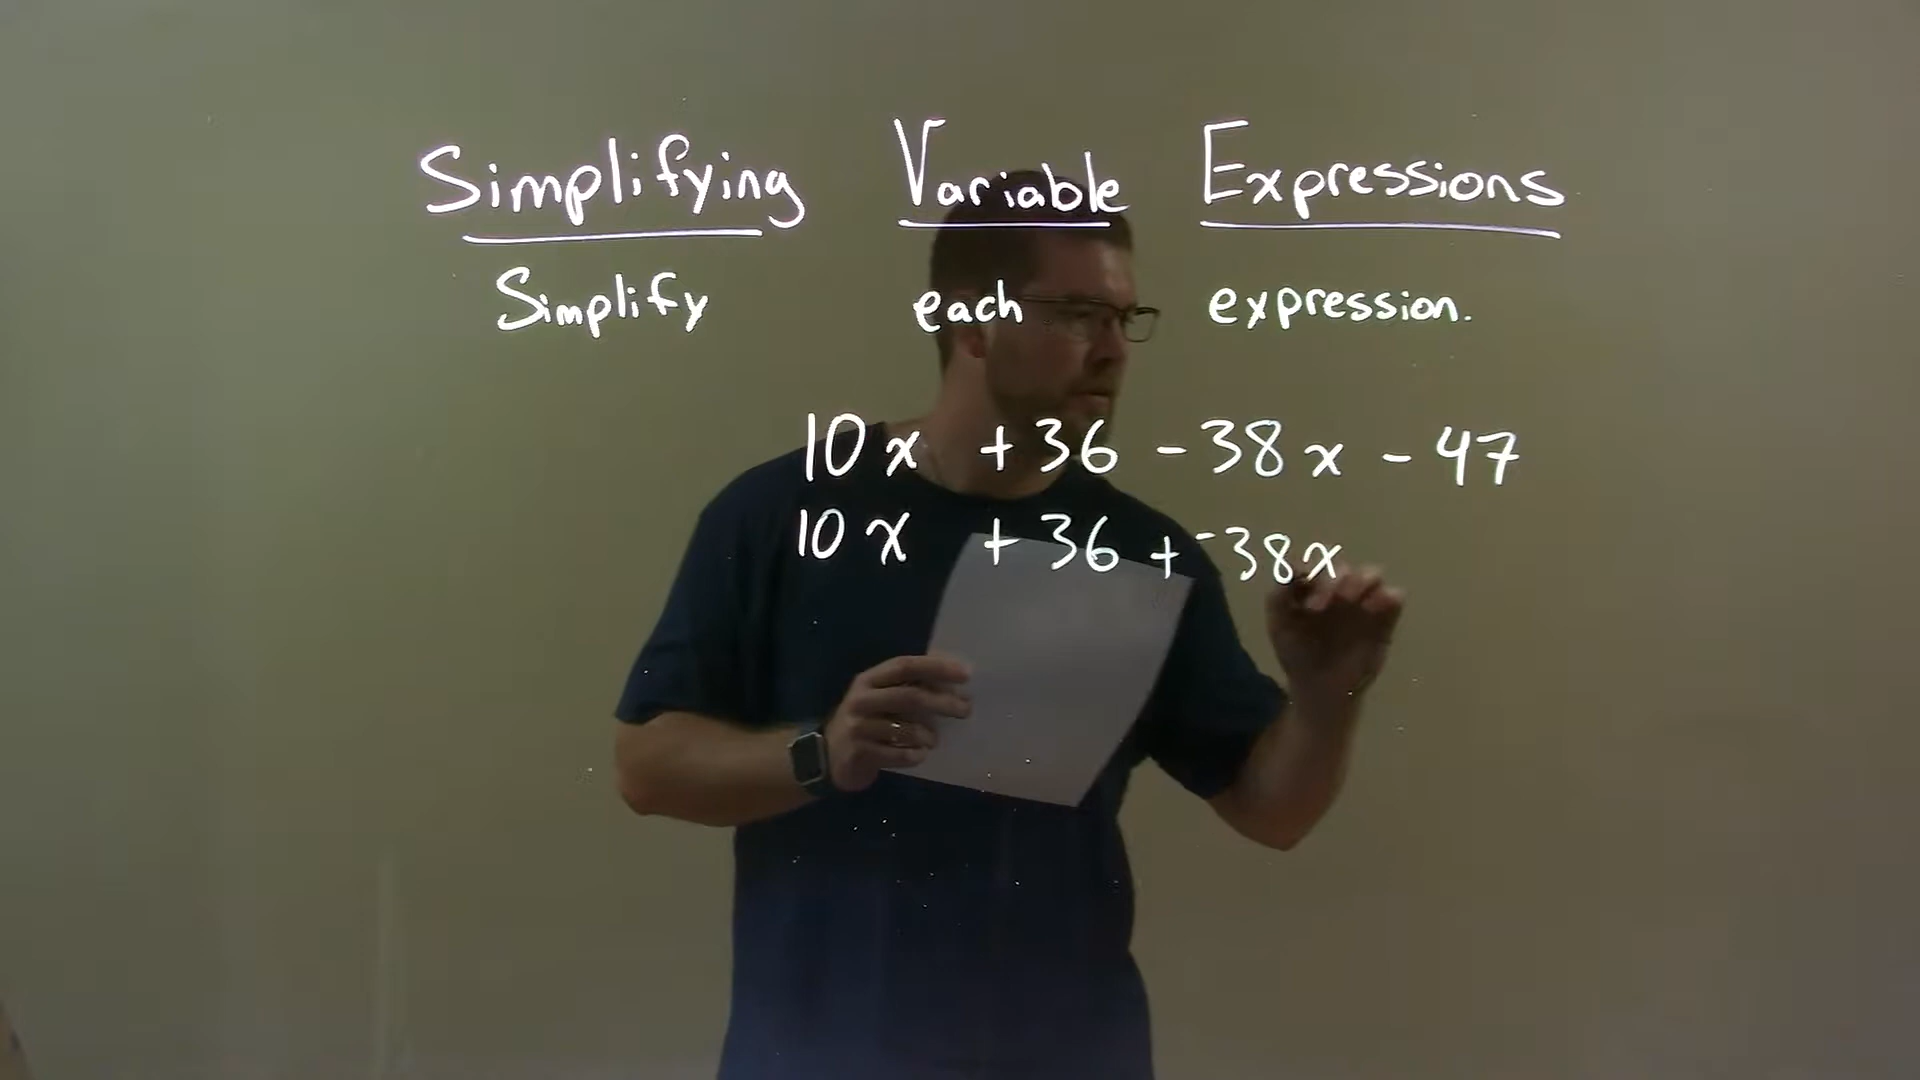 Simplifying Variable Expressions
Simplify each expression.
10x + 36 - 38x - 47
10x + 36 + -38x